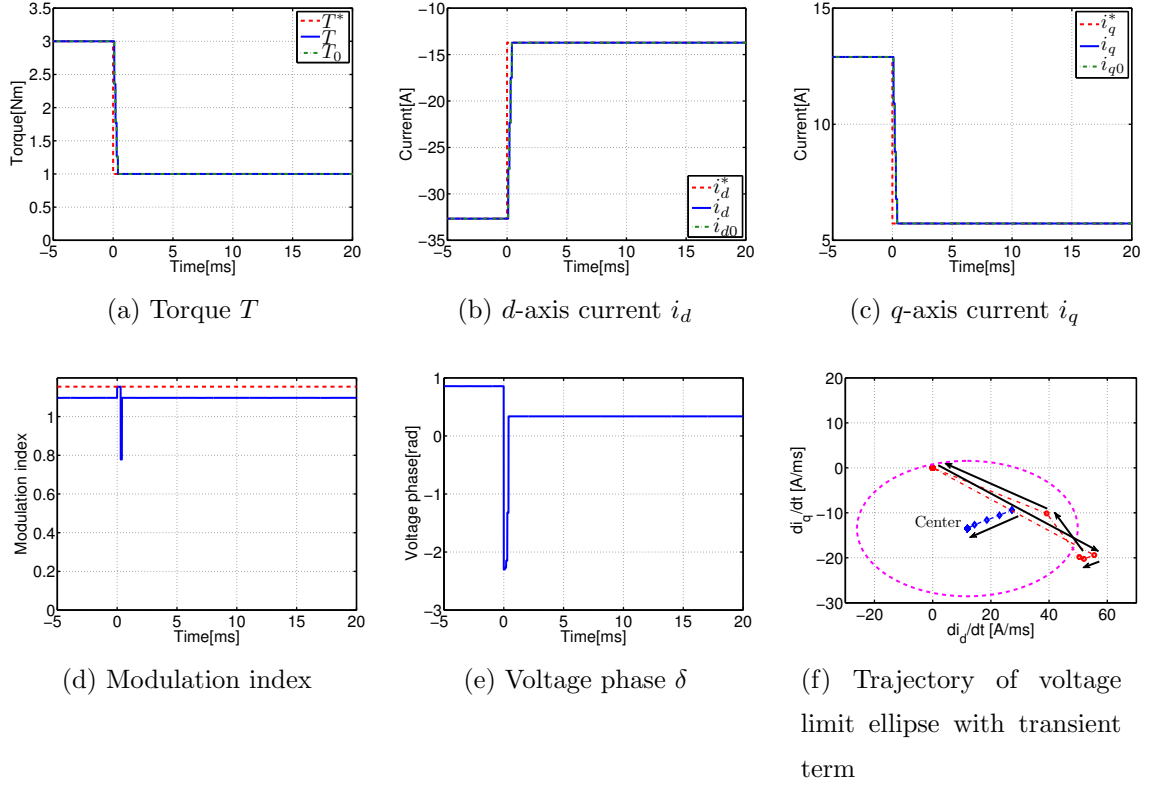 3.5
3
2.5
2
1.5
1
0.5
0
−5 0 5 10 15 20
Torque[Nm]
Time[ms]
T*
T
T0
(a) Torque T
−10
−15
−20
−25
−30
−35
−5 0 5 10 15 20
Current[A]
Time[ms]
i*d
id
id0
(b) d-axis current id
15
10
5
−5 0 5 10 15 20
Current[A]
Time[ms]
i*q
iq
iq0
(c) q-axis current iq
1
0.8
0.6
0.4
0.2
0
−5 0 5 10 15 20
Modulation index
Time[ms]
(d) Modulation index
1
0
−1
−2
−3
−5 0 5 10 15 20
Voltage phase[rad]
Time[ms]
(e) Voltage phase δ
20
10
0
−10
−20
−30
−20 0 20 40 60
diq/dt [A/ms]
did/dt [A/ms]
Center
(f) Trajectory of voltage
limit ellipse with transient
term